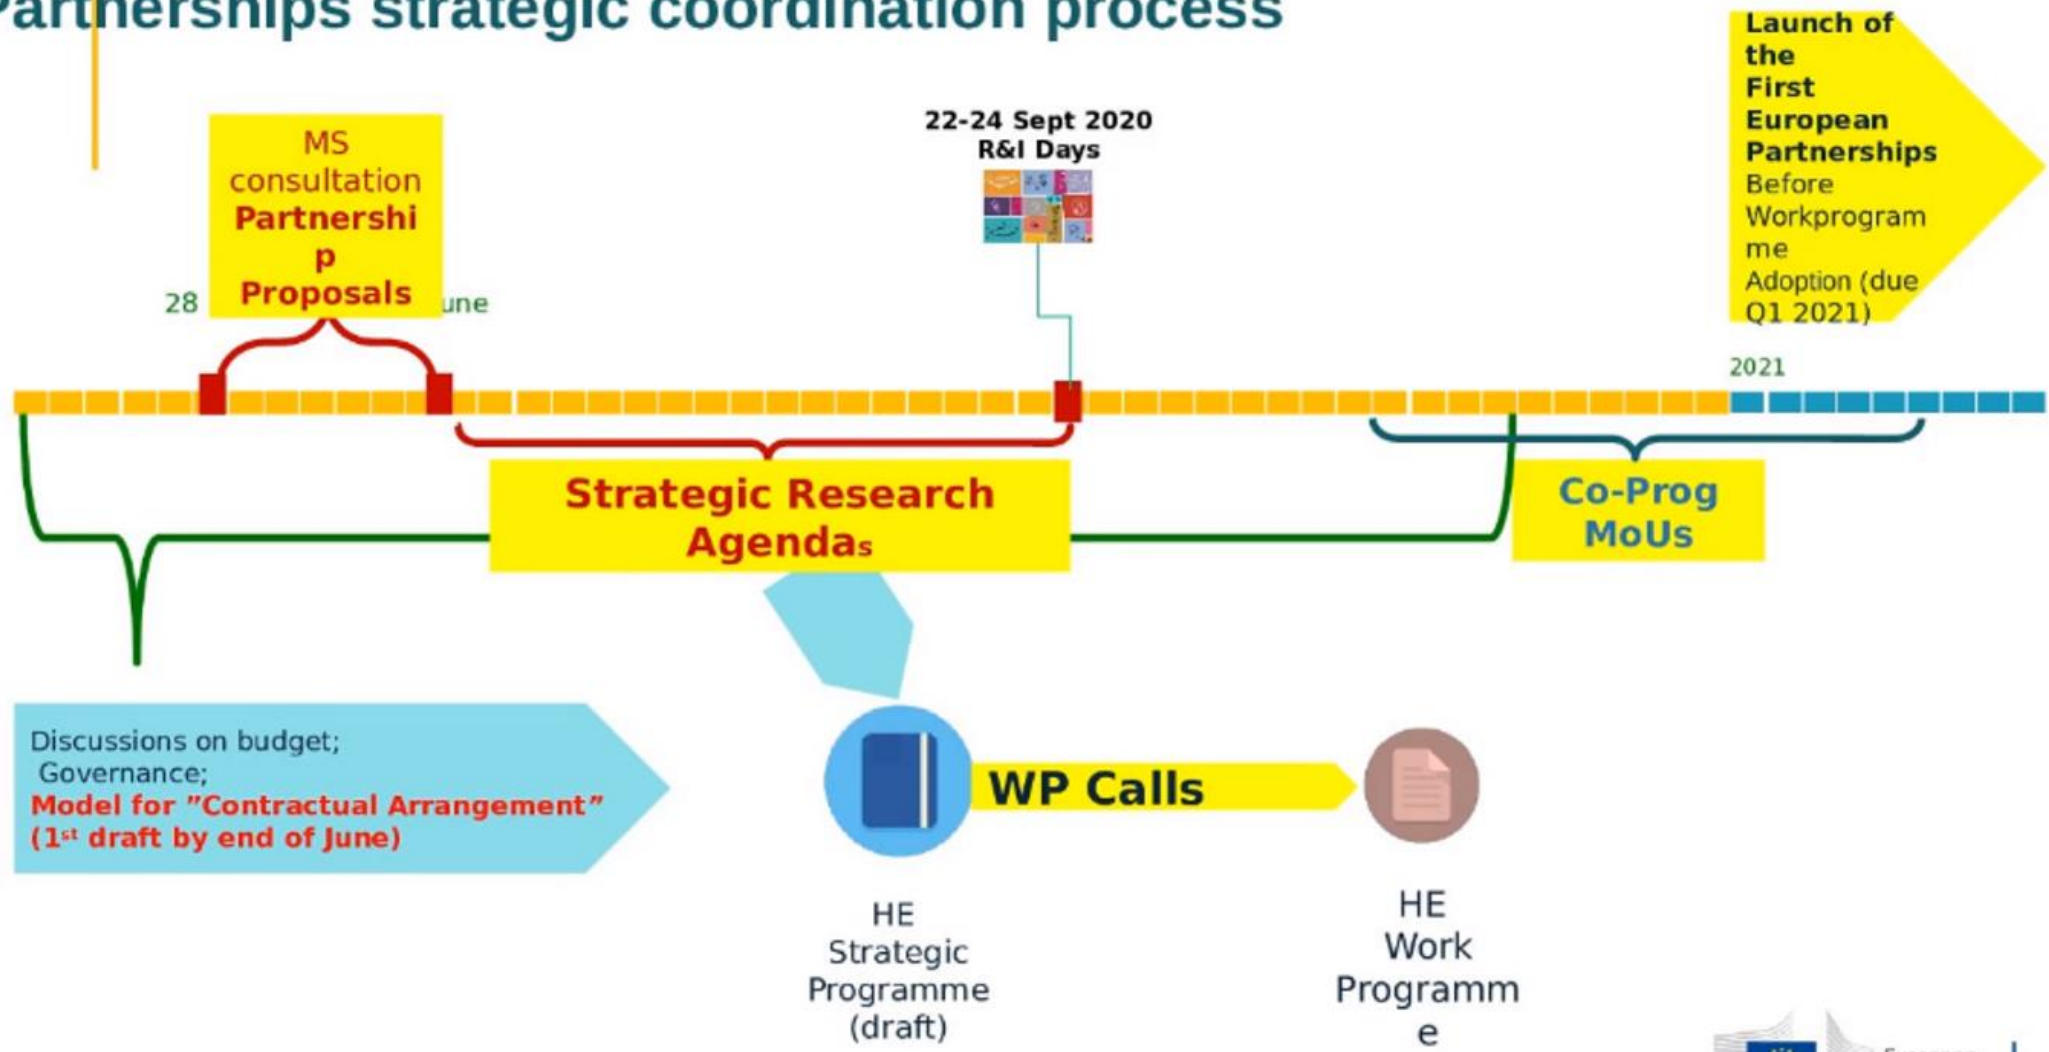 Partnerships strategic coordination process
Launch of
the
First
European
Partnerships
Before
Workprogram
me
Adoption (due
Q1 2021)
22-24 Sept 2020
R&I Days
MS
consultation
Partnershi
p
Proposals
28
une
2021
Strategic Research
Agendas
Co-Prog
MoUs
Discussions on budget;
Governance;
Model for ”Contractual Arrangement”
(1st draft by end of June)
WP Calls
HE
Strategic
Programme
(draft)
HE
Work
Programm
e